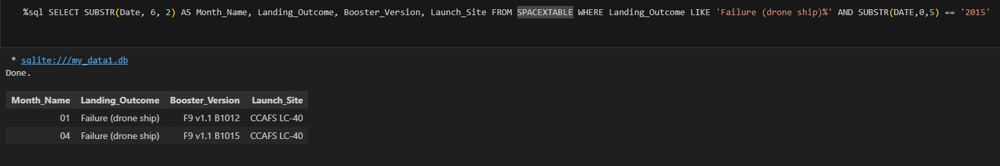 %sql SELECT SUBSTR(Date, 6, 2) AS Month_Name, Landing_Outcome, Booster_Version, Launch_Site FROM SPACEXTABLE WHERE Landing_Outcome LIKE 'Failure (drone ship)%' AND SUBSTR(DATE,0,5) == '2015'
* sqlite:///my_data1.db
Done.
Month_Name Landing_Outcome Booster_Version Launch_Site
01 Failure (drone ship) F9 v1.1 B1012 CCAFS LC-40
04 Failure (drone ship) F9 v1.1 B1015 CCAFS LC-40